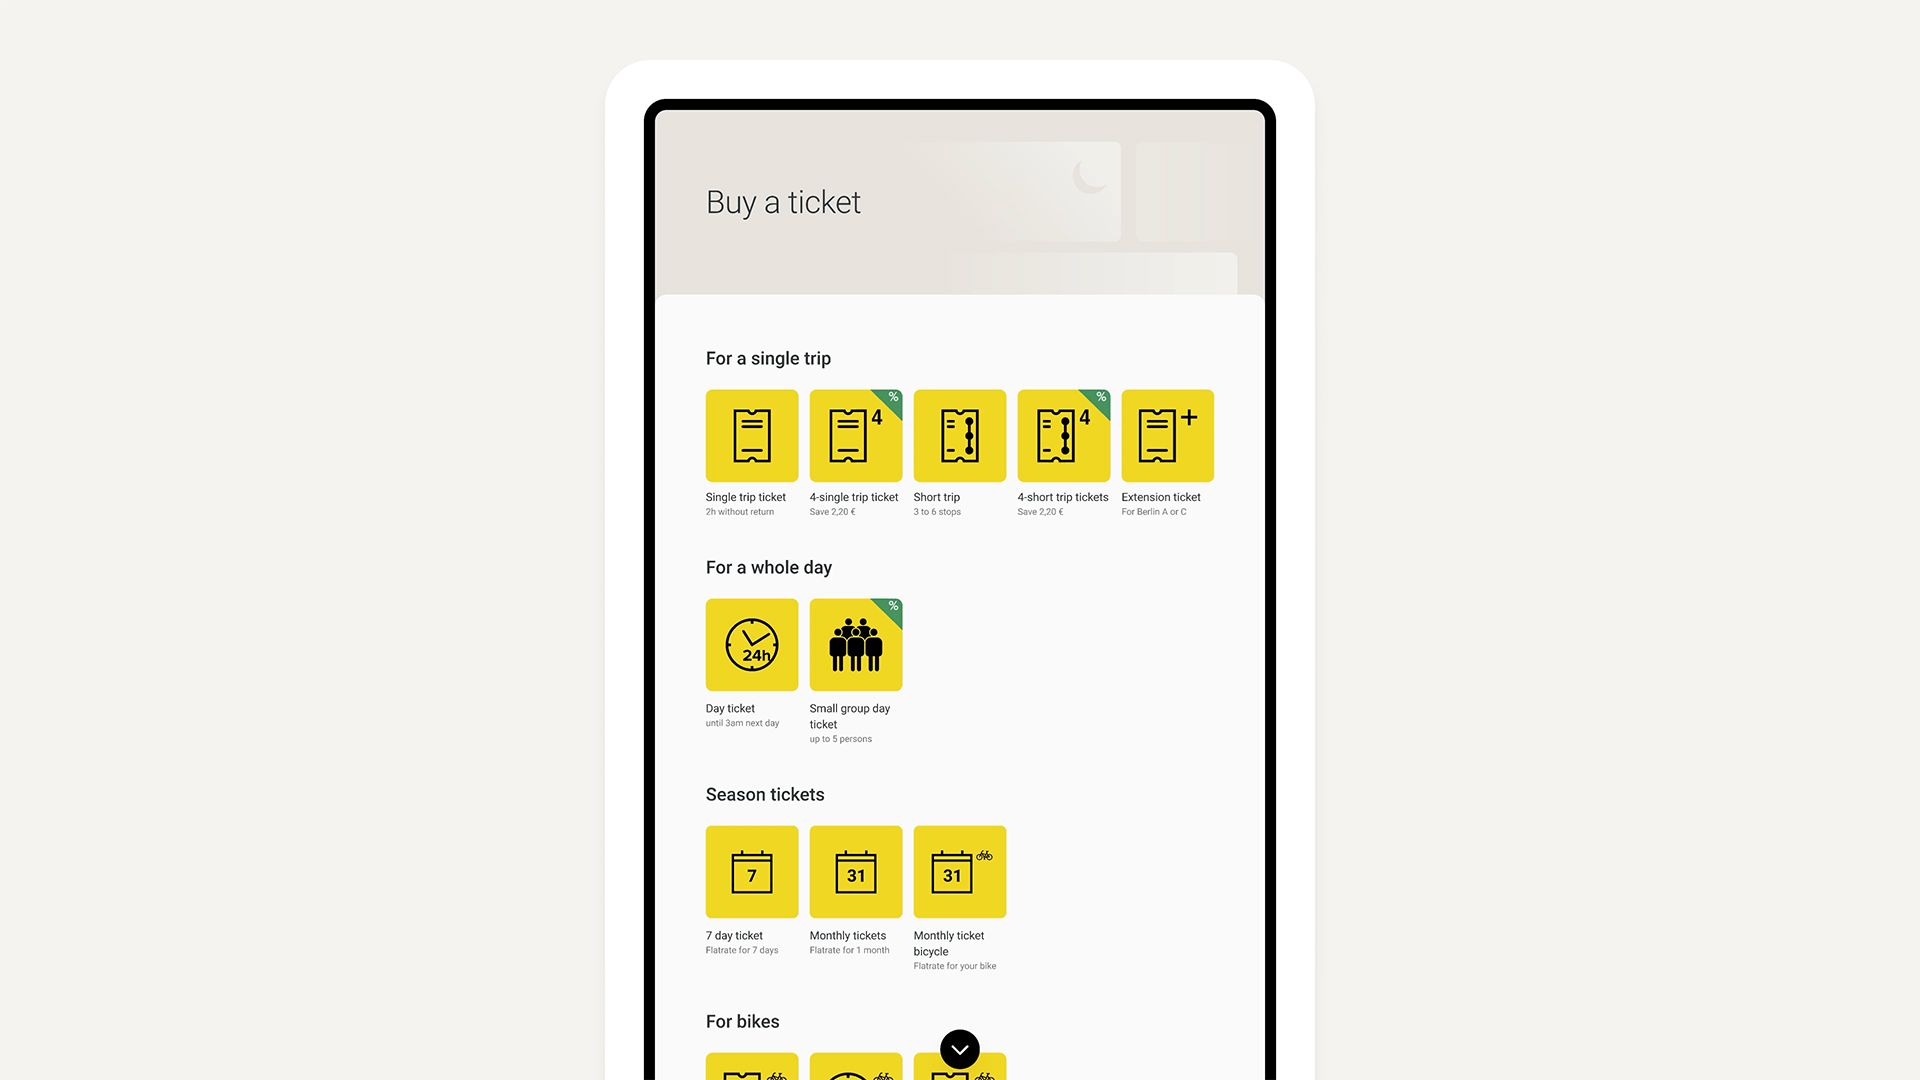 Buy a ticket
For a single trip
%
4
%
4
+
Single trip ticket
4-single trip ticket
Short trip
4-short trip tickets
Extension ticket
2h without return
Save 2,20 €
3 to 6 stops
Save 2,20 €
For Berlin A or C
For a whole day
%
24h
Day ticket
until 3am next day
Small group day
ticket
up to 5 persons
Season tickets
7
31
31
7 day ticket
Flatrate for 7 days
Monthly tickets
Flatrate for 1 month
Monthly ticket
bicycle
Flatrate for your bike
For bikes